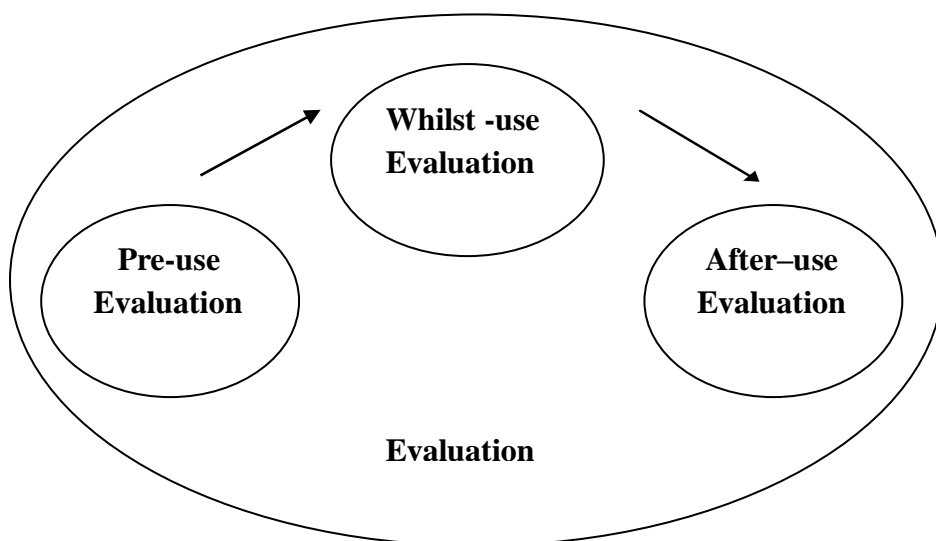 Whilst -use
Evaluation
Pre-use
Evaluation
After–use
Evaluation
Evaluation